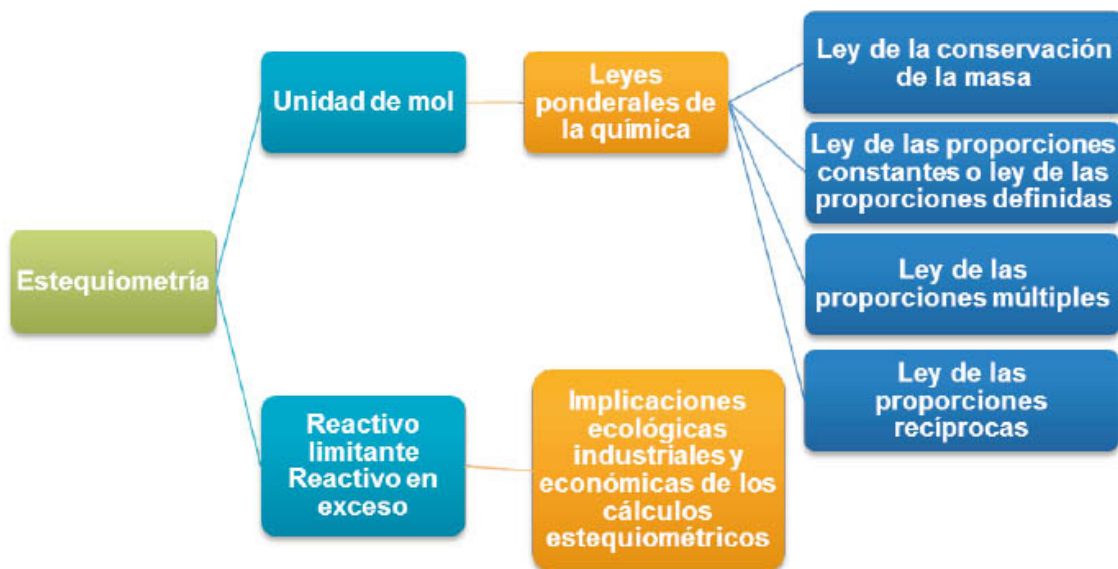 Estequiometría
Unidad de mol
Leyes
ponderales de
la química
Ley de la conservación
de la masa
Ley de las proporciones
constantes o ley de las
proporciones definidas
Ley de las
proporciones múltiples
Ley de las
proporciones
recíprocas
Reactivo
limitante
Reactivo en
exceso
Implicaciones
ecológicas
industriales y
económicas de los
cálculos
estequiométricos